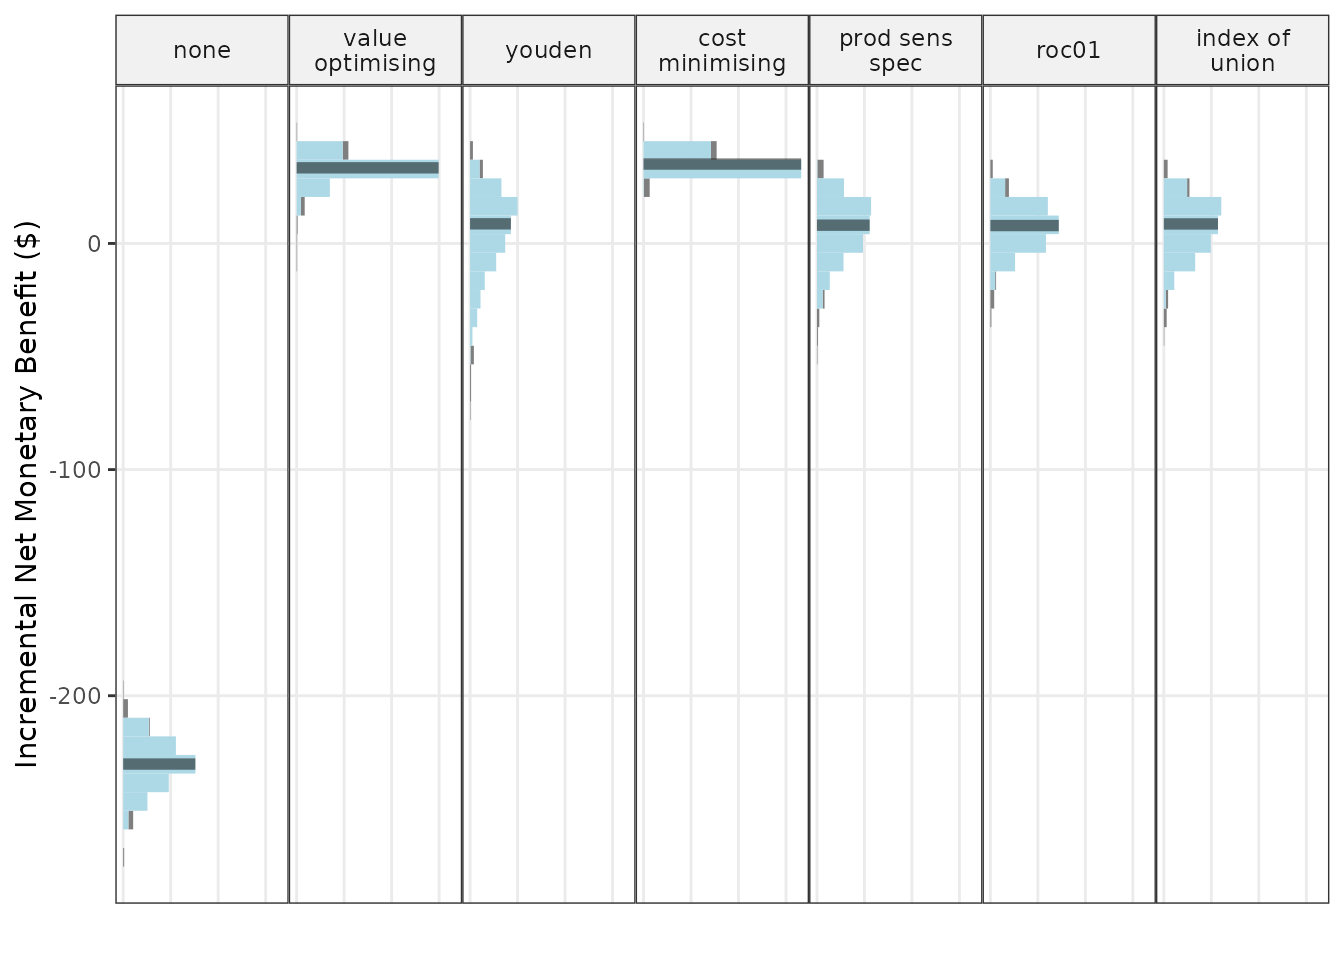 none
value
optimising
youden
cost
minimising
prod sens
spec
roc01
index of
union
Incremental Net Monetary Benefit ($)
0
-100
-200